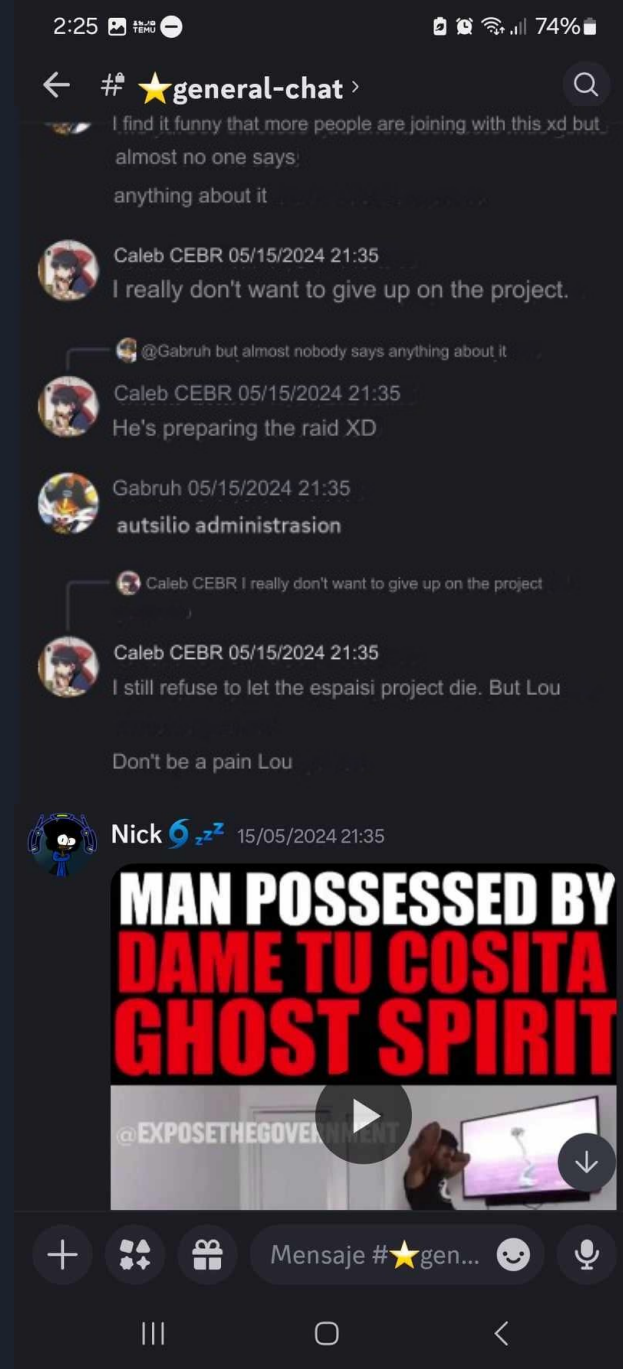 2:25 TEMU 74%
# ⭐general-chat ›
I find it funny that more people are joining with this xd but
almost no one says
anything about it
Caleb CEBR 05/15/2024 21:35
I really don't want to give up on the project.
@Gabruh but almost nobody says anything about it
Caleb CEBR 05/15/2024 21:35
He's preparing the raid XD
Gabruh 05/15/2024 21:35
autsilio administrasion
Caleb CEBR I really don't want to give up on the project
Caleb CEBR 05/15/2024 21:35
I still refuse to let the espaisi project die. But Lou
Don't be a pain Lou
Nick 🌀 💤 15/05/2024 21:35
MAN POSSESSED BY
DAME TU COSITA
GHOST SPIRIT
@EXPOSETHEGOVERNMENT
Mensaje #⭐gen...